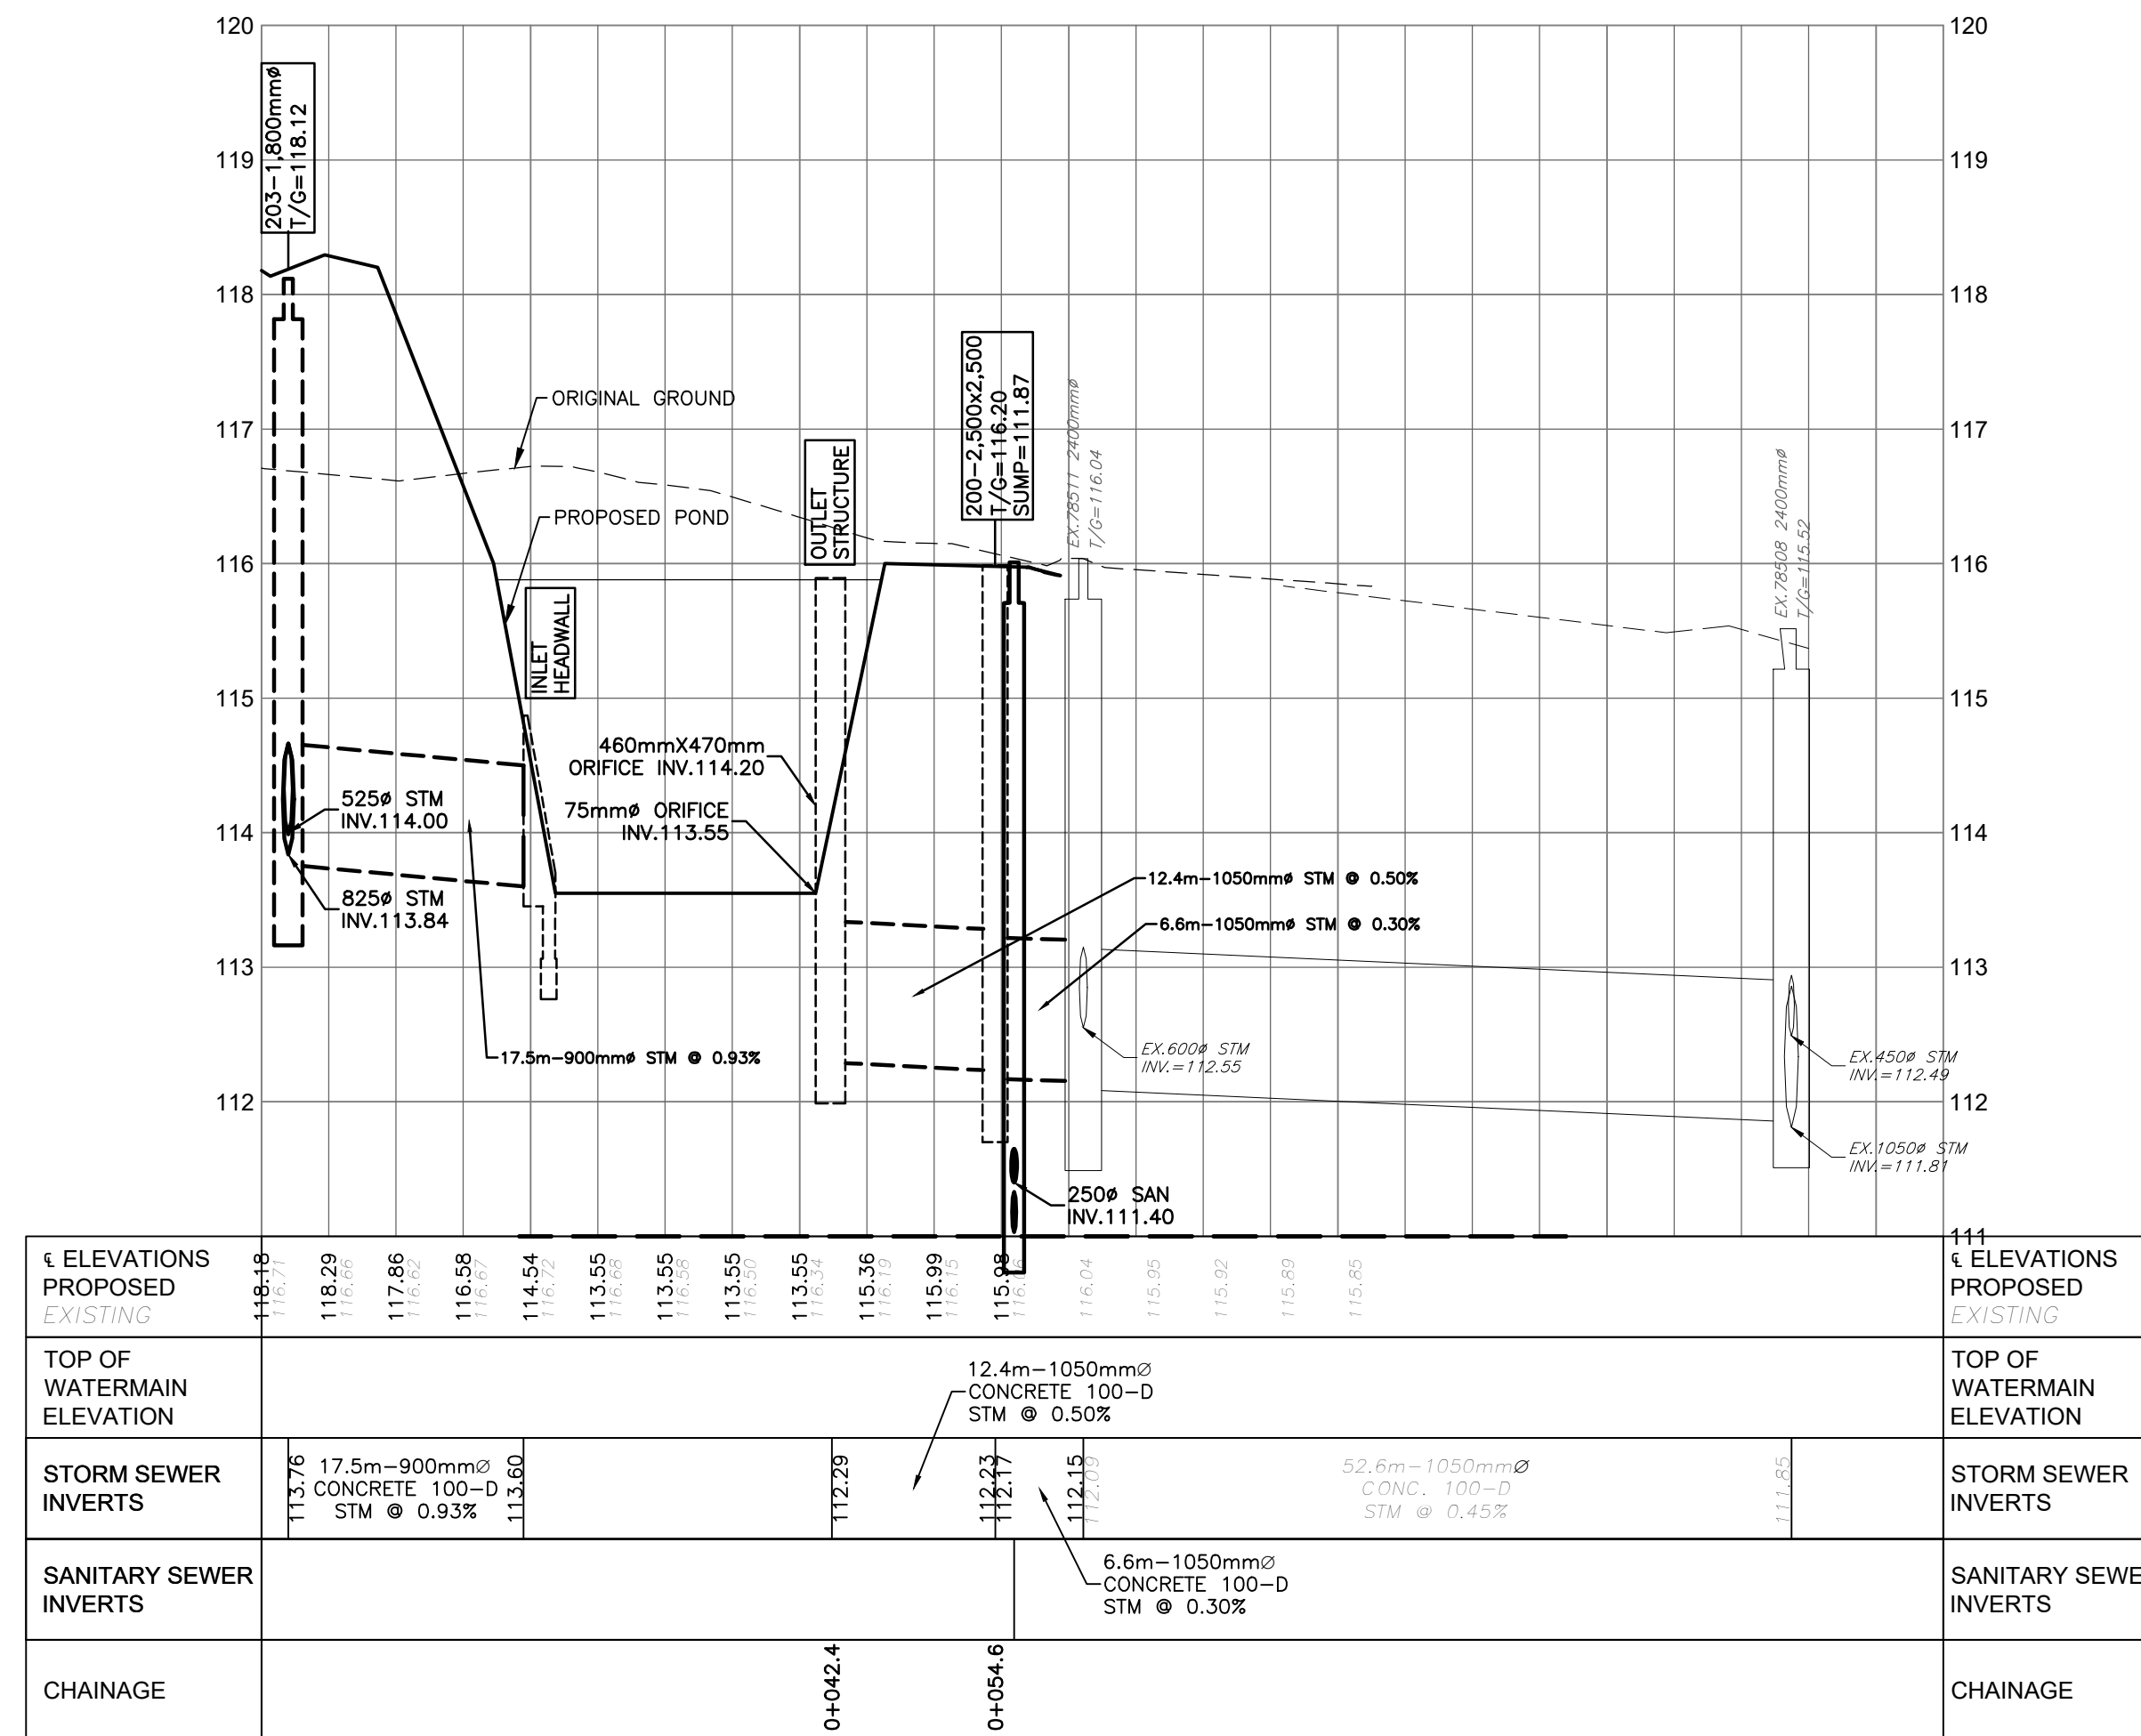 120
120
119
119
118
118
117
117
116
116
115
115
114
114
113
113
112
112
111
203-1,800mmø
T/G=118.12
ORIGINAL GROUND
PROPOSED POND
INLET
HEADWALL
OUTLET
STRUCTURE
200-2,500x2,500
T/G=116.20
SUMP=111.87
EX.78511 2400mmø
T/G=116.04
EX.78508 2400mmø
T/G=115.52
460mmX470mm
ORIFICE INV.114.20
75mmø ORIFICE
INV.113.55
525ø STM
INV.114.00
825ø STM
INV.113.84
12.4m-1050mmø STM @ 0.50%
6.6m-1050mmø STM @ 0.30%
17.5m-900mmø STM @ 0.93%
EX.600ø STM
INV.=112.55
EX.450ø STM
INV.=112.49
EX.1050ø STM
INV.=111.81
250ø SAN
INV.111.40
℄ ELEVATIONS
PROPOSED
EXISTING
118.18
116.71
118.29
116.66
117.86
116.62
116.58
116.67
114.54
116.72
113.55
116.68
113.55
116.58
113.55
116.50
113.55
116.34
115.36
116.19
115.99
116.15
115.98
116.06
116.04
115.95
115.92
115.89
115.85
℄ ELEVATIONS
PROPOSED
EXISTING
TOP OF
WATERMAIN
ELEVATION
12.4m-1050mmØ
CONCRETE 100-D
STM @ 0.50%
TOP OF
WATERMAIN
ELEVATION
STORM SEWER
INVERTS
113.76
17.5m-900mmØ
CONCRETE 100-D
STM @ 0.93%
113.60
112.29
112.23
112.17
112.15
112.09
52.6m-1050mmØ
CONC. 100-D
STM @ 0.45%
111.85
STORM SEWER
INVERTS
SANITARY SEWER
INVERTS
6.6m-1050mmØ
CONCRETE 100-D
STM @ 0.30%
SANITARY SEWE
INVERTS
CHAINAGE
0+042.4
0+054.6
CHAINAGE